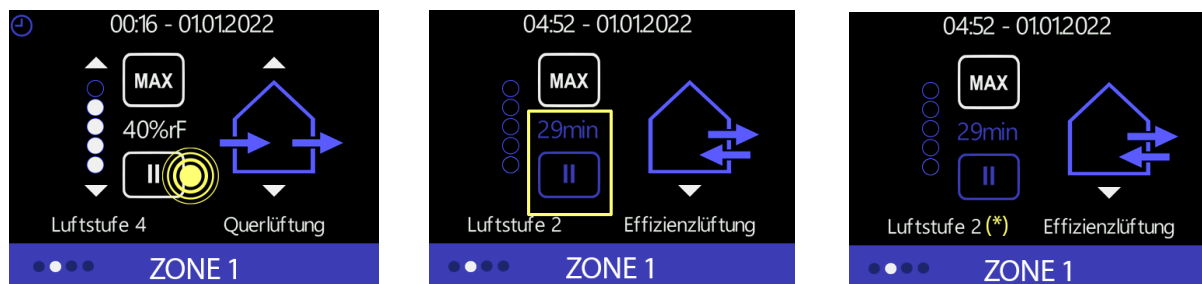 00:16 - 01.01.2022
MAX
40%rF
II
Luftstufe 4
Querlüftung
ZONE 1
04:52 - 01.01.2022
MAX
29min
II
Luftstufe 2
Effizienzlüftung
ZONE 1
04:52 - 01.01.2022
MAX
29min
II
Luftstufe 2 (*)
Effizienzlüftung
ZONE 1